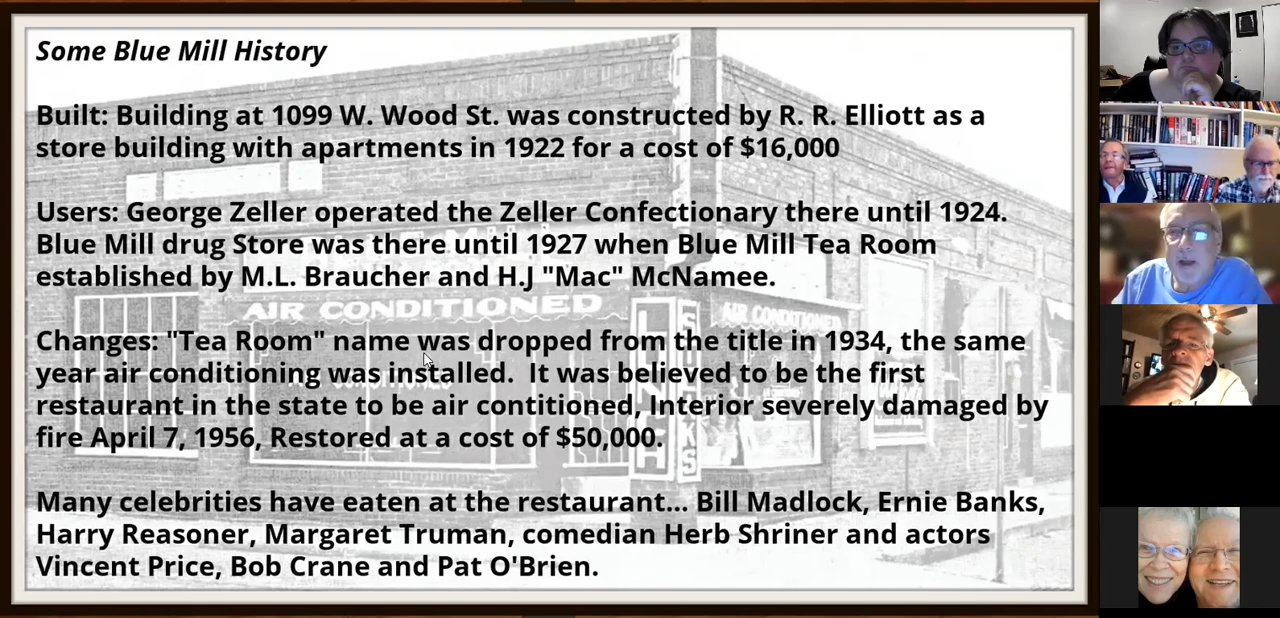 Some Blue Mill History
Built: Building at 1099 W. Wood St. was constructed by R. R. Elliott as a
store building with apartments in 1922 for a cost of $16,000
Users: George Zeller operated the Zeller Confectionary there until 1924.
Blue Mill drug Store was there until 1927 when Blue Mill Tea Room
established by M.L. Braucher and H.J "Mac" McNamee.
AIR CONDITIONED
AIR CONDITIONED
Changes: "Tea Room" name was dropped from the title in 1934, the same
year air conditioning was installed.  It was believed to be the first
restaurant in the state to be air contitioned, Interior severely damaged by
fire April 7, 1956, Restored at a cost of $50,000.
Many celebrities have eaten at the restaurant... Bill Madlock, Ernie Banks,
Harry Reasoner, Margaret Truman, comedian Herb Shriner and actors
Vincent Price, Bob Crane and Pat O'Brien.